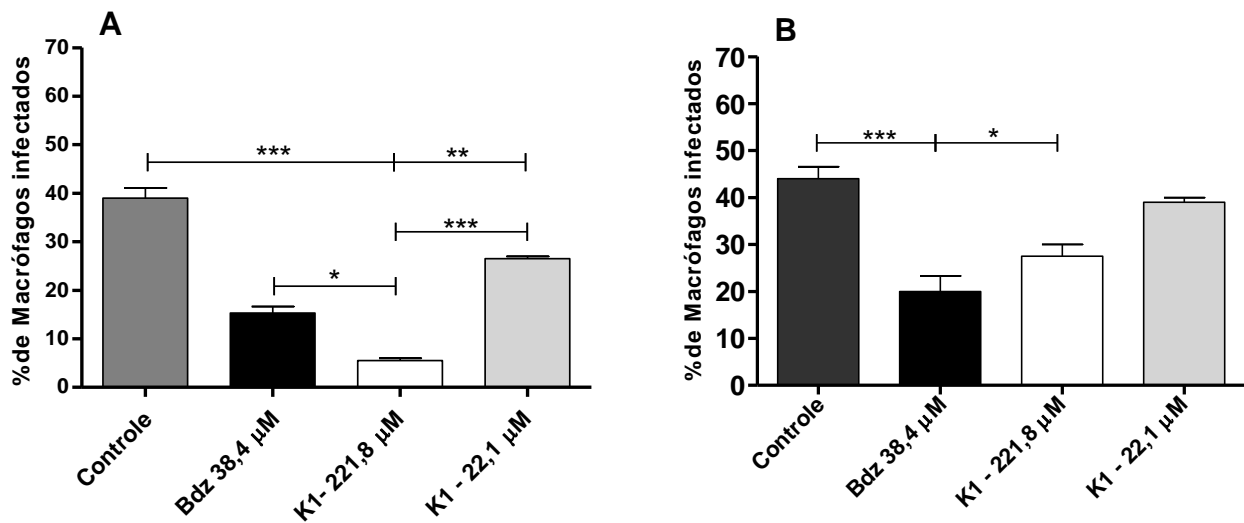 A
%de Macrófagos infectados
70
60
50
40
30
20
10
0
***
**
***
*
Controle
Bdz 38,4 µM
K1- 221,8 µM
K1 - 22,1 µM
B
%de Macrófagos infectados
70
60
50
40
30
20
10
0
***
*
Controle
Bdz 38,4 µM
K1 - 221,8 µM
K1 - 22,1 µM